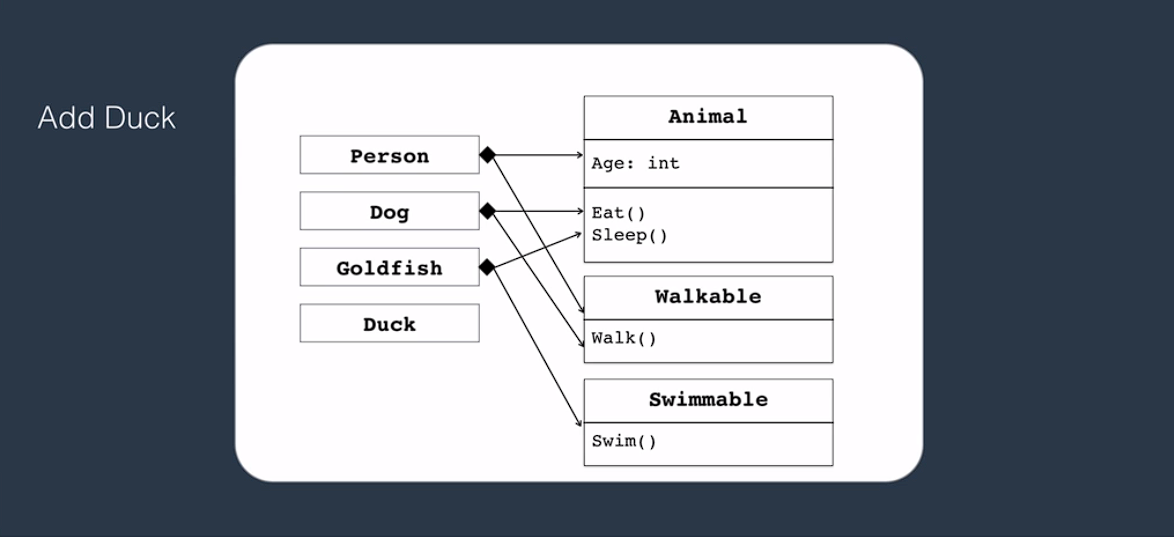 Add Duck
Person
Dog
Goldfish
Duck
Animal
Age: int
Eat()
Sleep()
Walkable
Walk()
Swimmable
Swim()